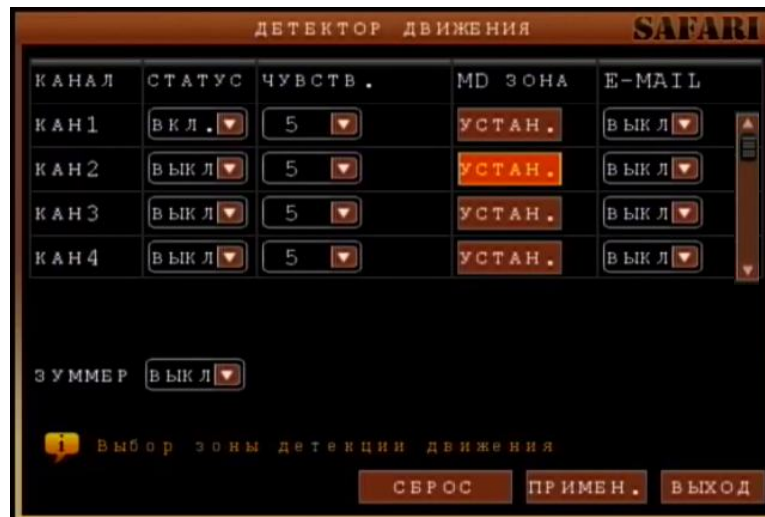 ДЕТЕКТОР ДВИЖЕНИЯ SAFARI
КАНАЛ СТАТУС ЧУВСТВ. MD ЗОНА E-MAIL
КАН1 ВКЛ. 5 УСТАН. ВЫКЛ
КАН2 ВЫКЛ 5 УСТАН. ВЫКЛ
КАН3 ВЫКЛ 5 УСТАН. ВЫКЛ
КАН4 ВЫКЛ 5 УСТАН. ВЫКЛ
ЗУММЕР ВЫКЛ
Выбор зоны детекции движения
СБРОС ПРИМЕН. ВЫХОД